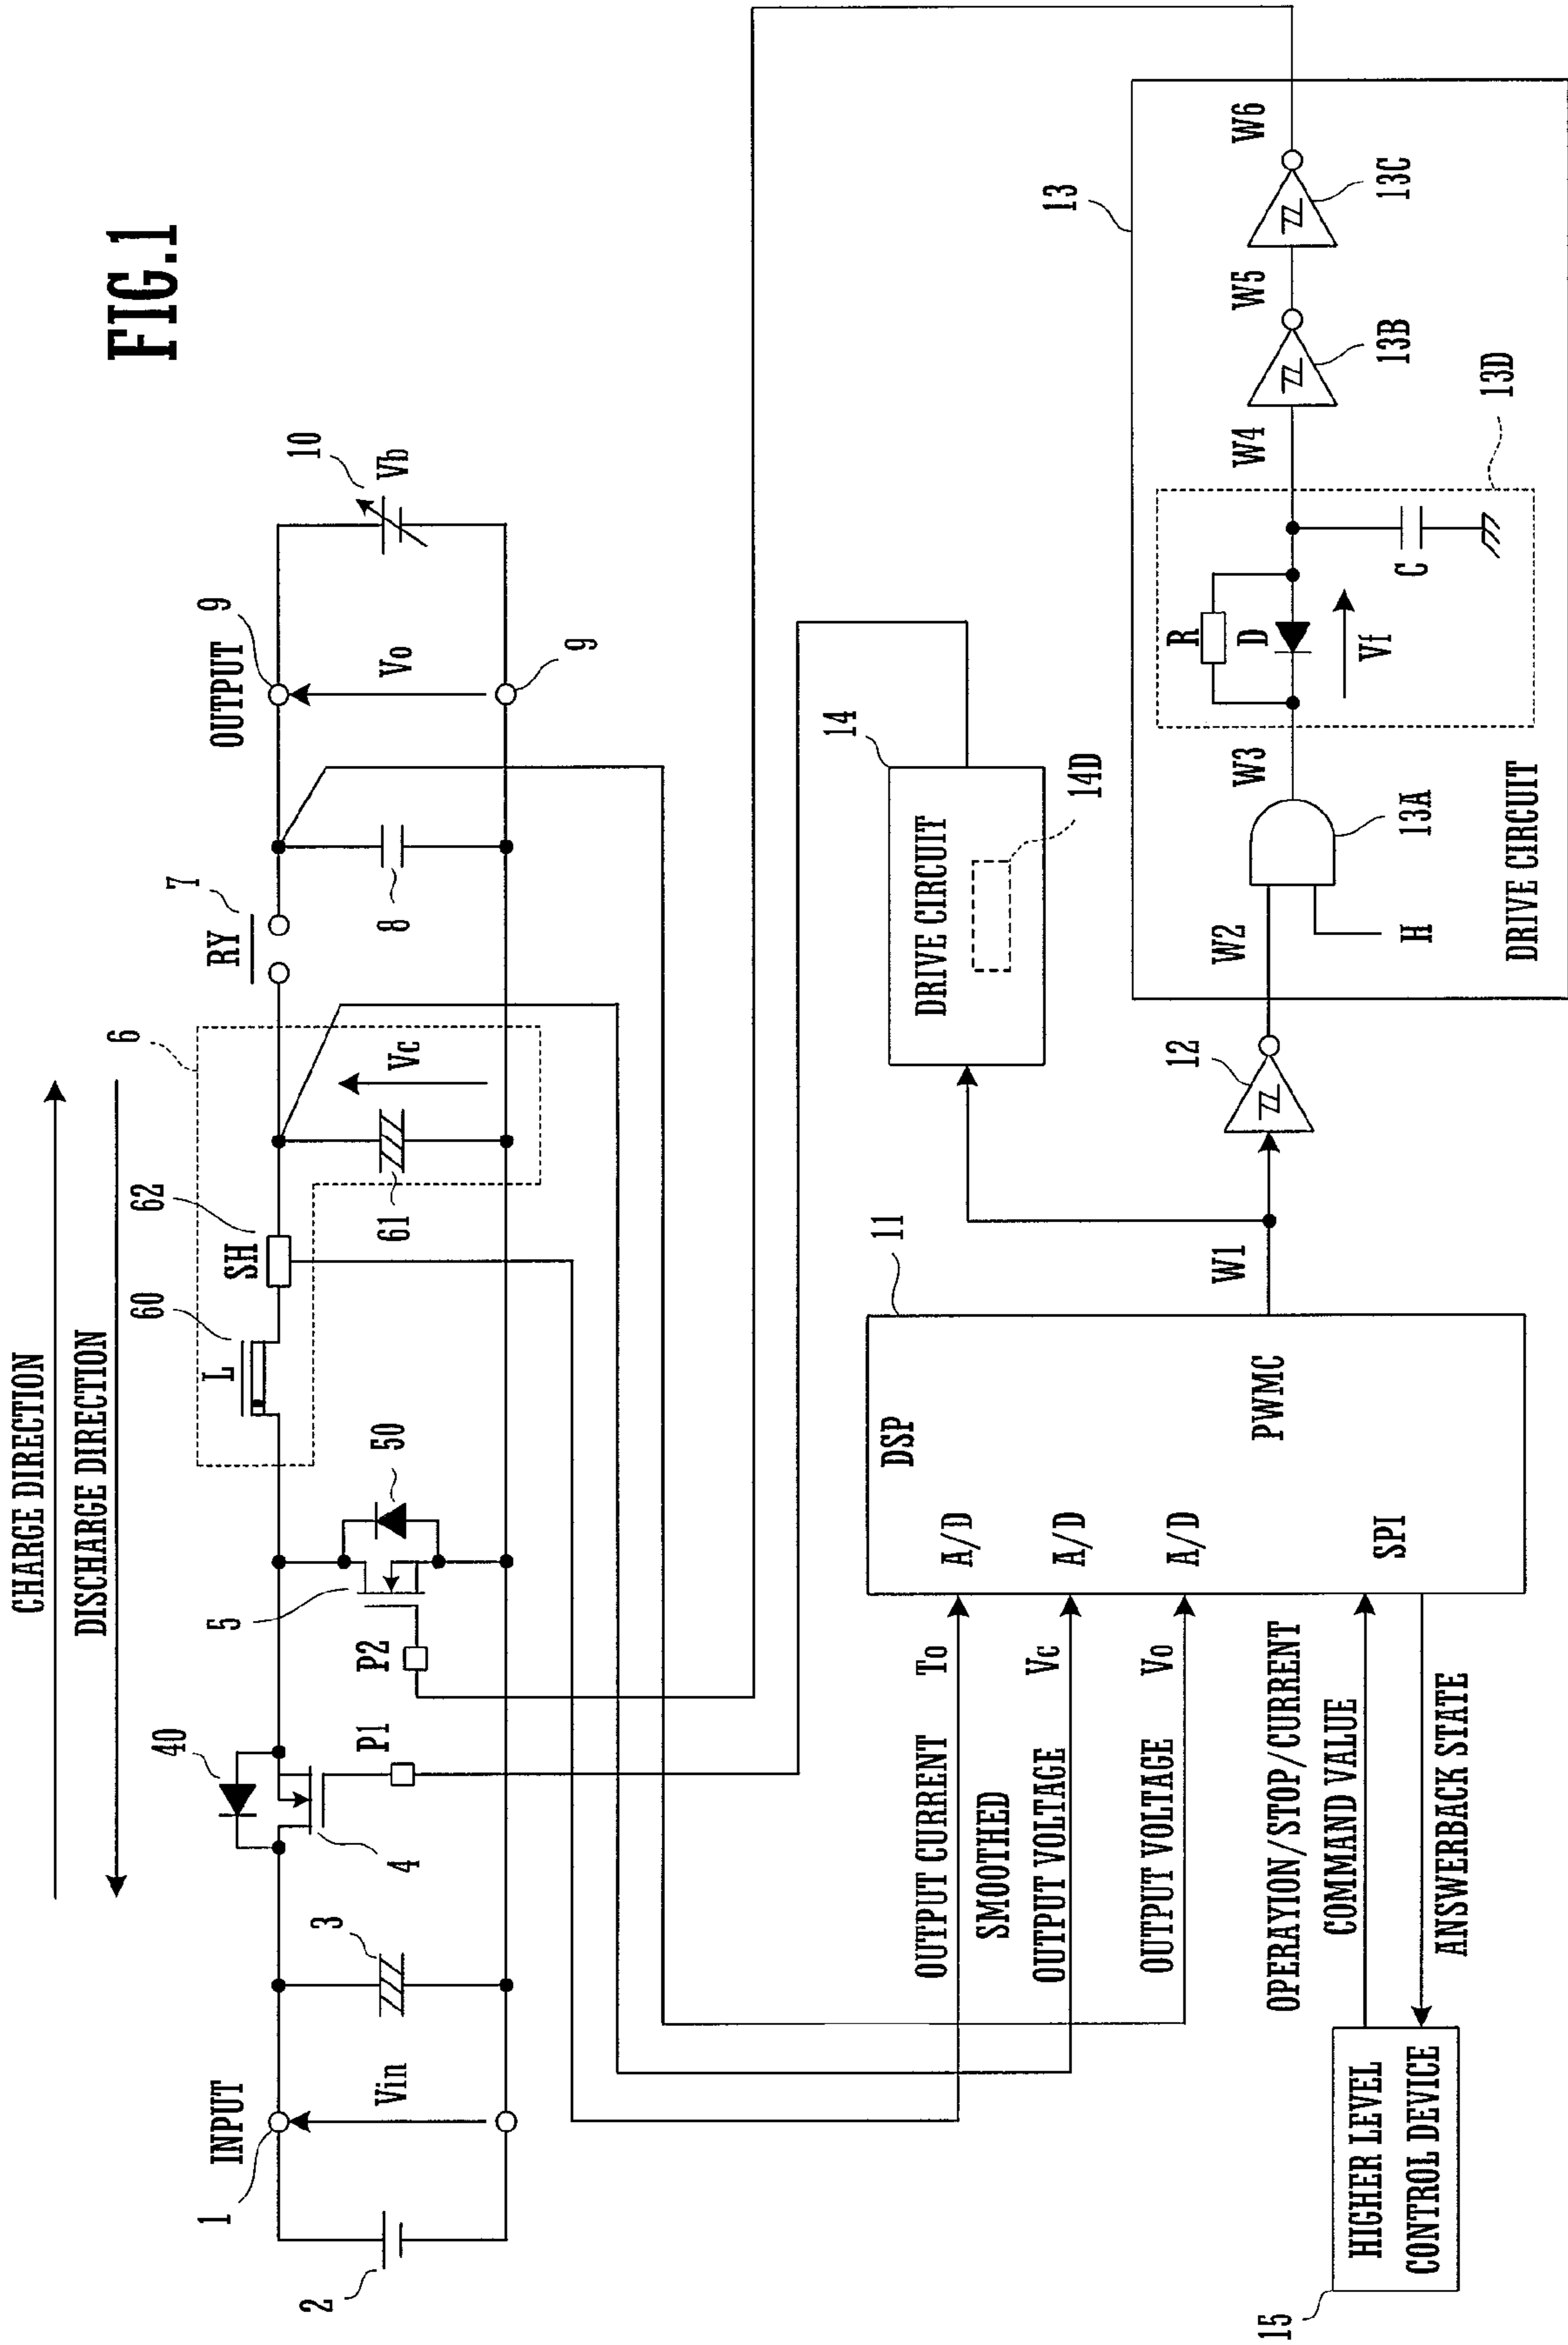 FIG.1
CHARGE DIRECTION
DISCHARGE DIRECTION
INPUT
1
Vin
2
3
40
4
P1
5
P2
50
60
L
62
SH
6
61
Vc
7
RY
8
OUTPUT
9
Vo
9
10
Vb
OUTPUT CURRENT To
SMOOTHED
OUTPUT VOLTAGE Vc
OUTPUT VOLTAGE Vo
OPERAYION/STOP/CURRENT
COMMAND VALUE
ANSWERBACK STATE
HIGHER LEVEL
CONTROL DEVICE
15
11
DSP
A/D
A/D
A/D
SPI
PWMC
W1
12
14
DRIVE CIRCUIT
14D
13
W2
H
13A
W3
R
D
Vf
C
13D
W4
13B
W5
13C
W6
DRIVE CIRCUIT